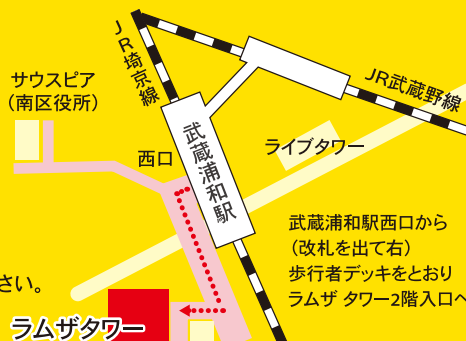 JR埼京線
JR武蔵野線
サウスピア
（南区役所）
西口
武蔵浦和駅
ライブタワー
武蔵浦和駅西口から
（改札を出て右）
歩行者デッキをとおり
ラムザ タワー2階入口へ
さい。
ラムザタワー